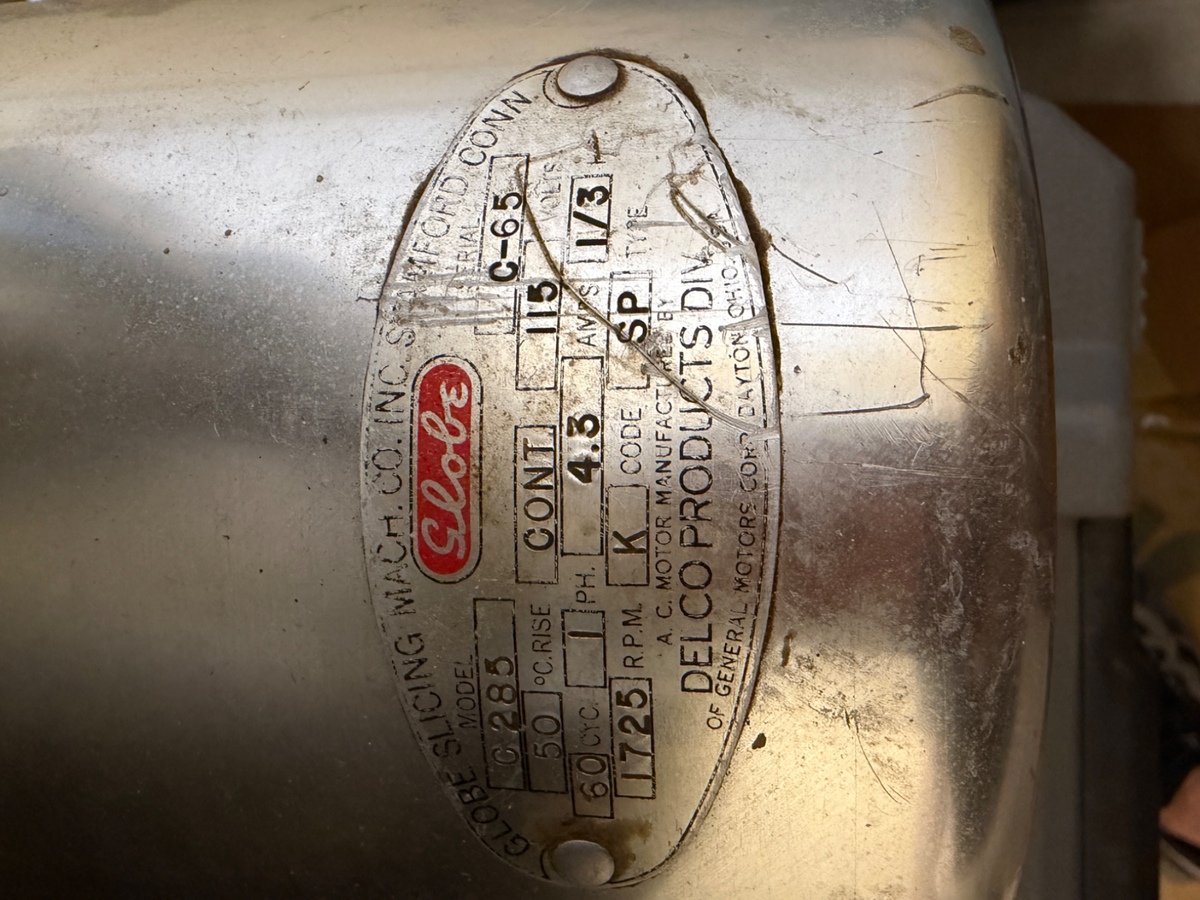 GLOBE SLICING MACH. CO. INC. STAMFORD CONN
Globe
MODEL SERIAL
C 285 C-65
50 °C.RISE CONT 115 VOLTS
60 CYC. 1 PH. 4.3 AMPS 1/3 H
1725 R.P.M. K CODE SP TYPE
A. C. MOTOR MANUFACTURED BY
DELCO PRODUCTS DIV.
OF GENERAL MOTORS CORP. DAYTON, OHIO